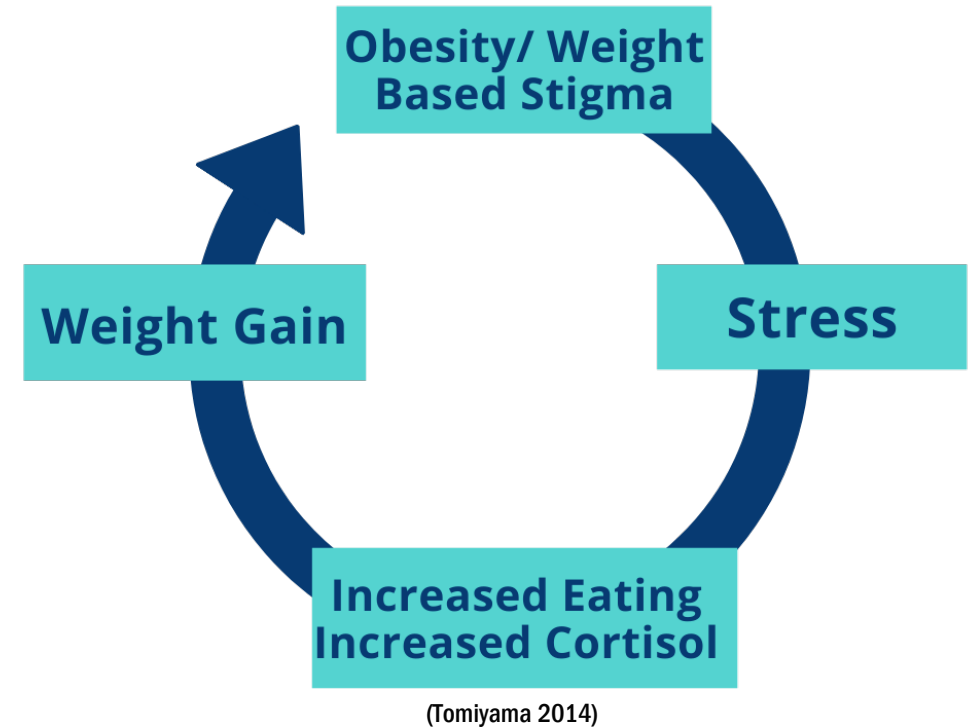 Obesity/ Weight
Based Stigma
Stress
Increased Eating
Increased Cortisol
Weight Gain
(Tomiyama 2014)